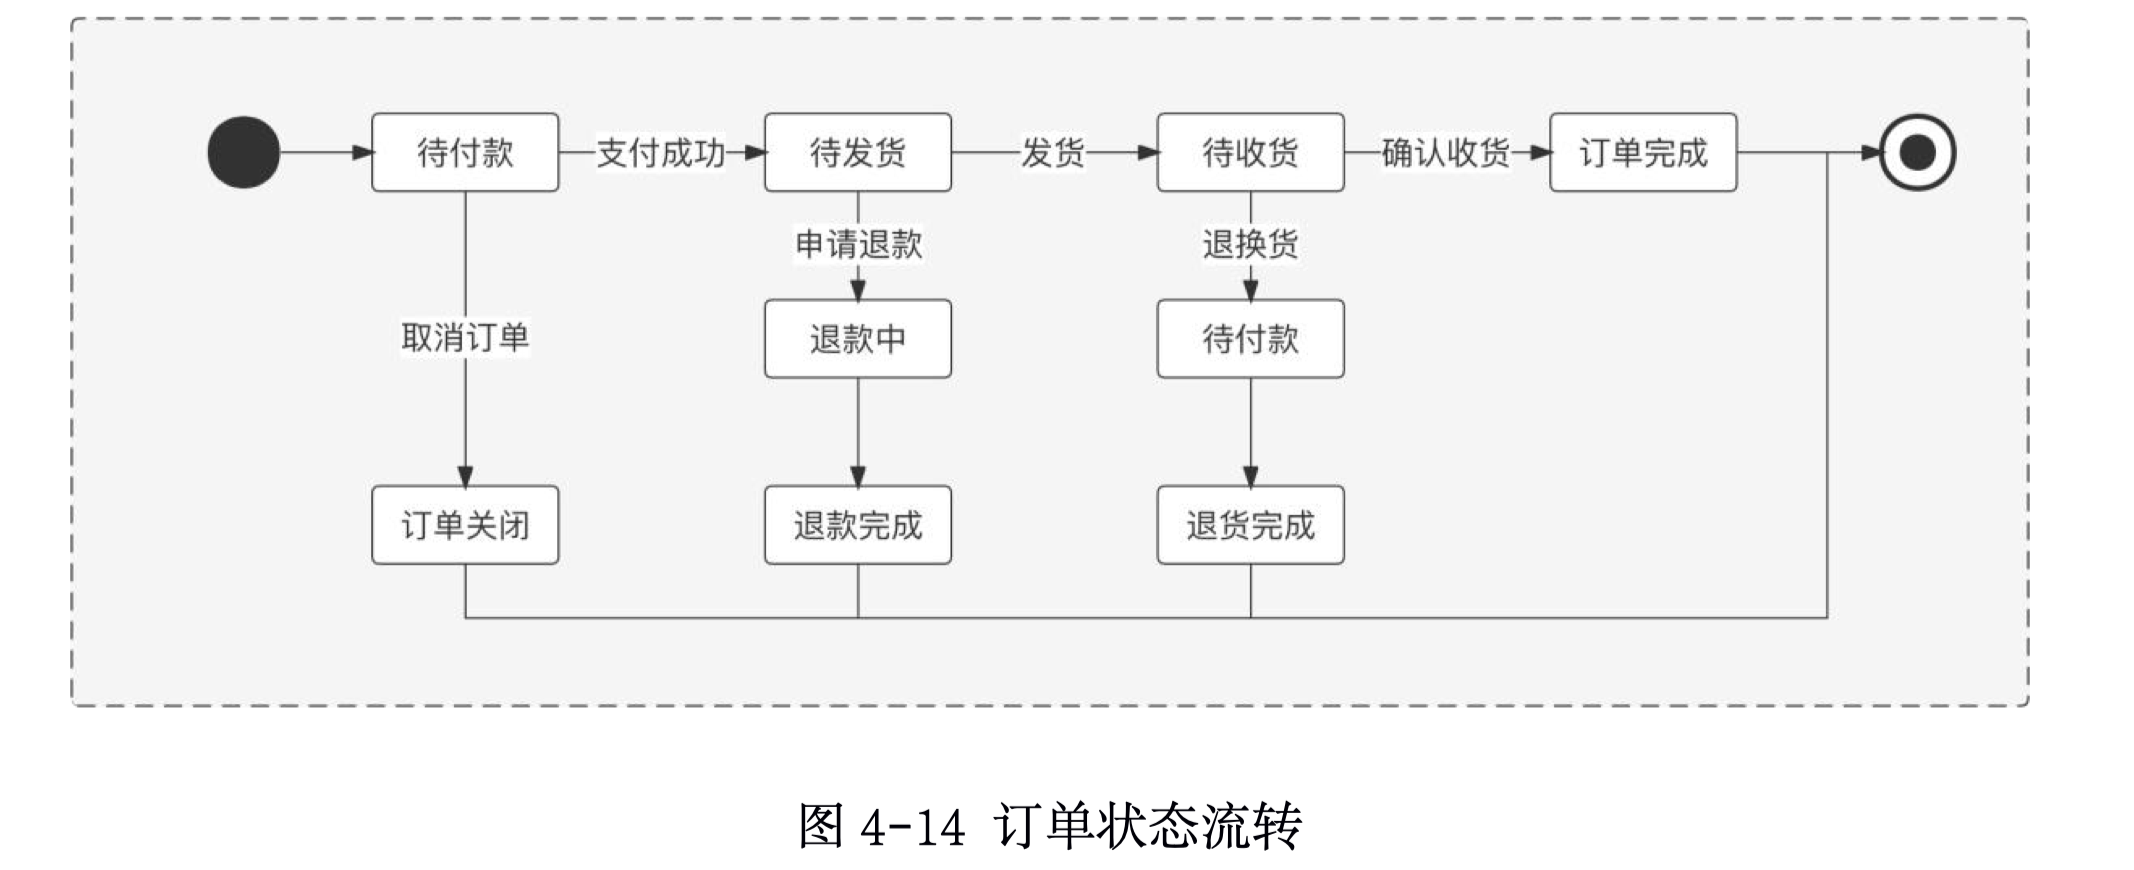 待付款 支付成功 待发货 发货 待收货 确认收货 订单完成
申请退款 退换货
取消订单 退款中 待付款
订单关闭 退款完成 退货完成
图 4-14 订单状态流转